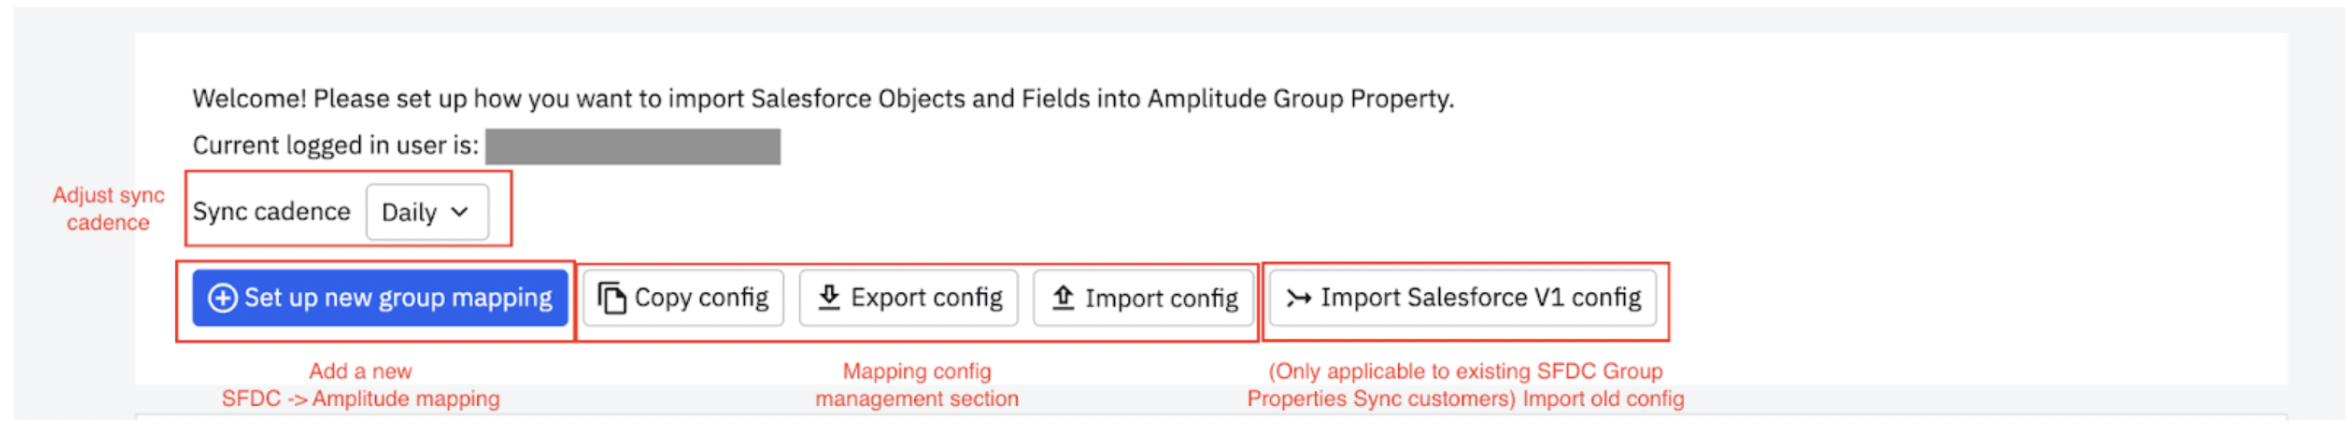 Welcome! Please set up how you want to import Salesforce Objects and Fields into Amplitude Group Property.
Current logged in user is:
Adjust sync
cadence
Sync cadence Daily
Set up new group mapping Copy config Export config Import config Import Salesforce V1 config
Add a new
SFDC -> Amplitude mapping
Mapping config
management section
(Only applicable to existing SFDC Group
Properties Sync customers) Import old config